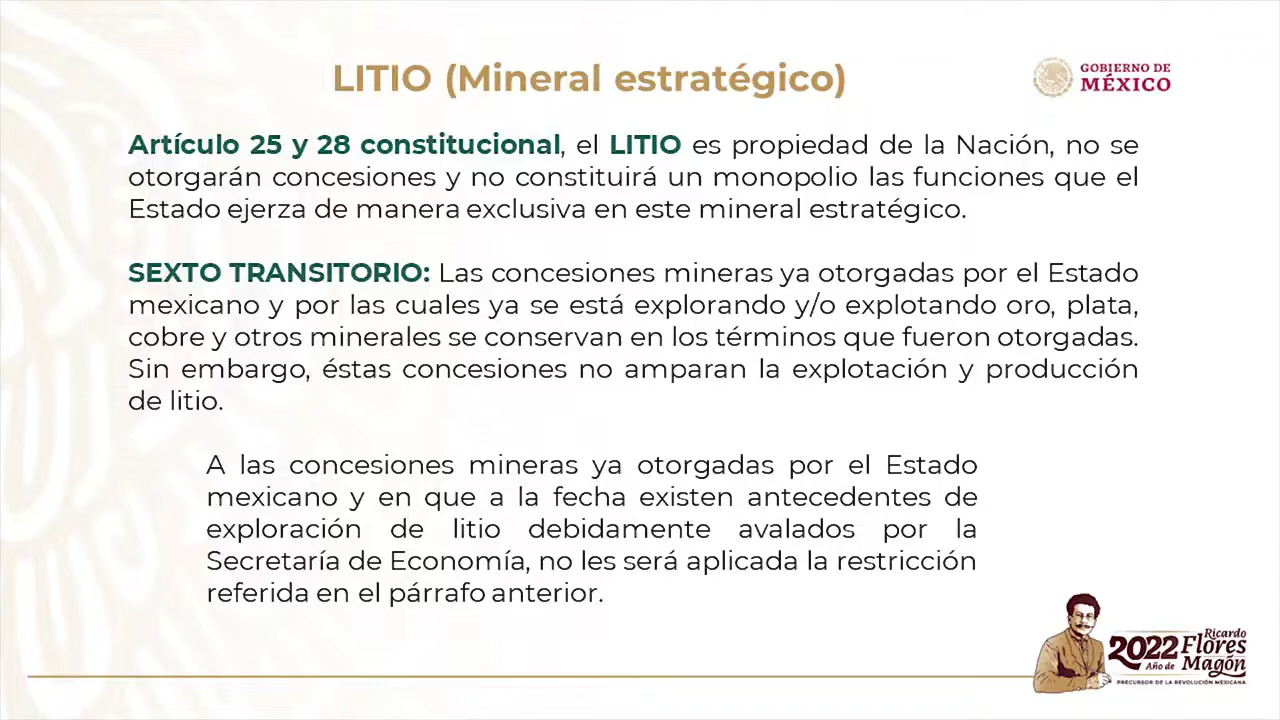 LITIO (Mineral estratégico)
GOBIERNO DE
MÉXICO
Artículo 25 y 28 constitucional, el LITIO es propiedad de la Nación, no se
otorgarán concesiones y no constituirá un monopolio las funciones que el
Estado ejerza de manera exclusiva en este mineral estratégico.
SEXTO TRANSITORIO: Las concesiones mineras ya otorgadas por el Estado
mexicano y por las cuales ya se está explorando y/o explotando oro, plata,
cobre y otros minerales se conservan en los términos que fueron otorgadas.
Sin embargo, éstas concesiones no amparan la explotación y producción
de litio.
A las concesiones mineras ya otorgadas por el Estado
mexicano y en que a la fecha existen antecedentes de
exploración de litio debidamente avalados por la
Secretaría de Economía, no les será aplicada la restricción
referida en el párrafo anterior.
2022 Ricardo
Flores
Año de Magón
PRECURSOR DE LA REVOLUCIÓN MEXICANA